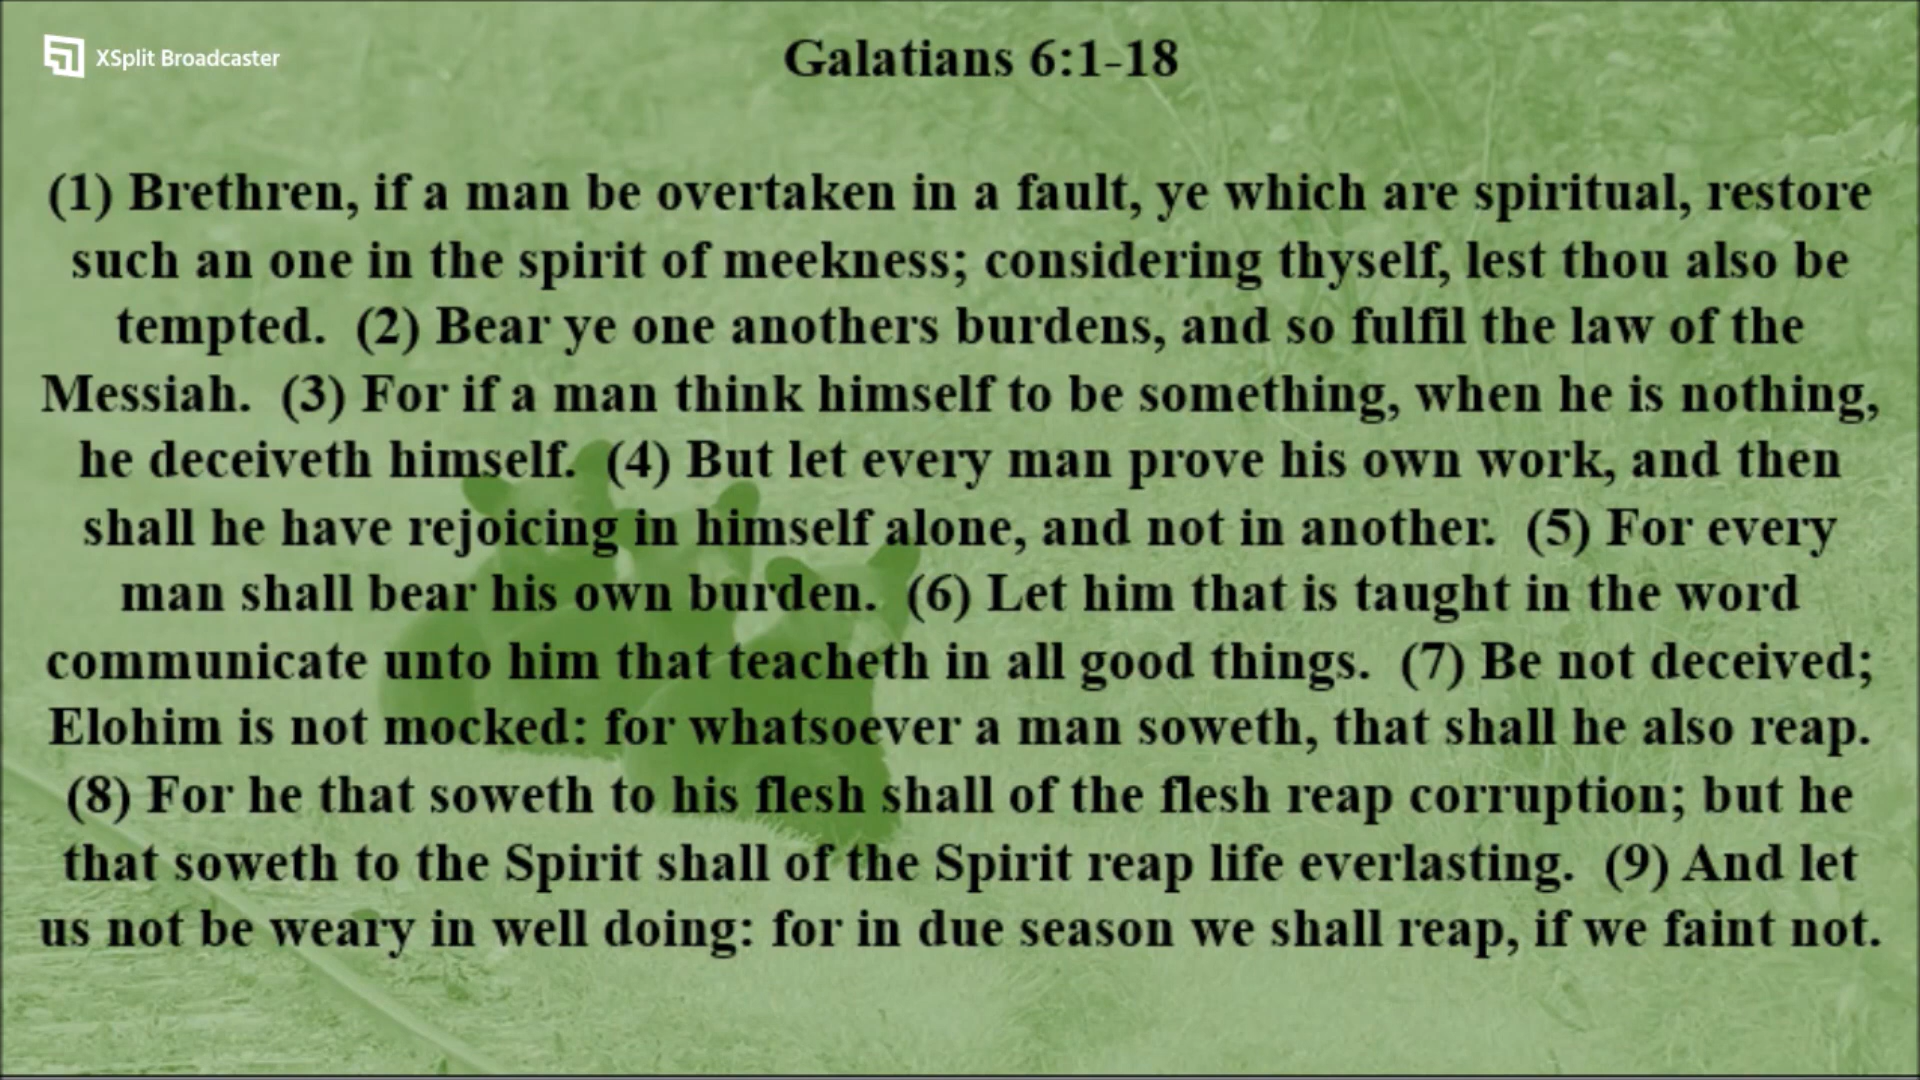 XSplit Broadcaster
Galatians 6:1-18
(1) Brethren, if a man be overtaken in a fault, ye which are spiritual, restore
such an one in the spirit of meekness; considering thyself, lest thou also be
tempted.  (2) Bear ye one anothers burdens, and so fulfil the law of the
Messiah.  (3) For if a man think himself to be something, when he is nothing,
he deceiveth himself.  (4) But let every man prove his own work, and then
shall he have rejoicing in himself alone, and not in another.  (5) For every
man shall bear his own burden.  (6) Let him that is taught in the word
communicate unto him that teacheth in all good things.  (7) Be not deceived;
Elohim is not mocked: for whatsoever a man soweth, that shall he also reap.
(8) For he that soweth to his flesh shall of the flesh reap corruption; but he
that soweth to the Spirit shall of the Spirit reap life everlasting.  (9) And let
us not be weary in well doing: for in due season we shall reap, if we faint not.